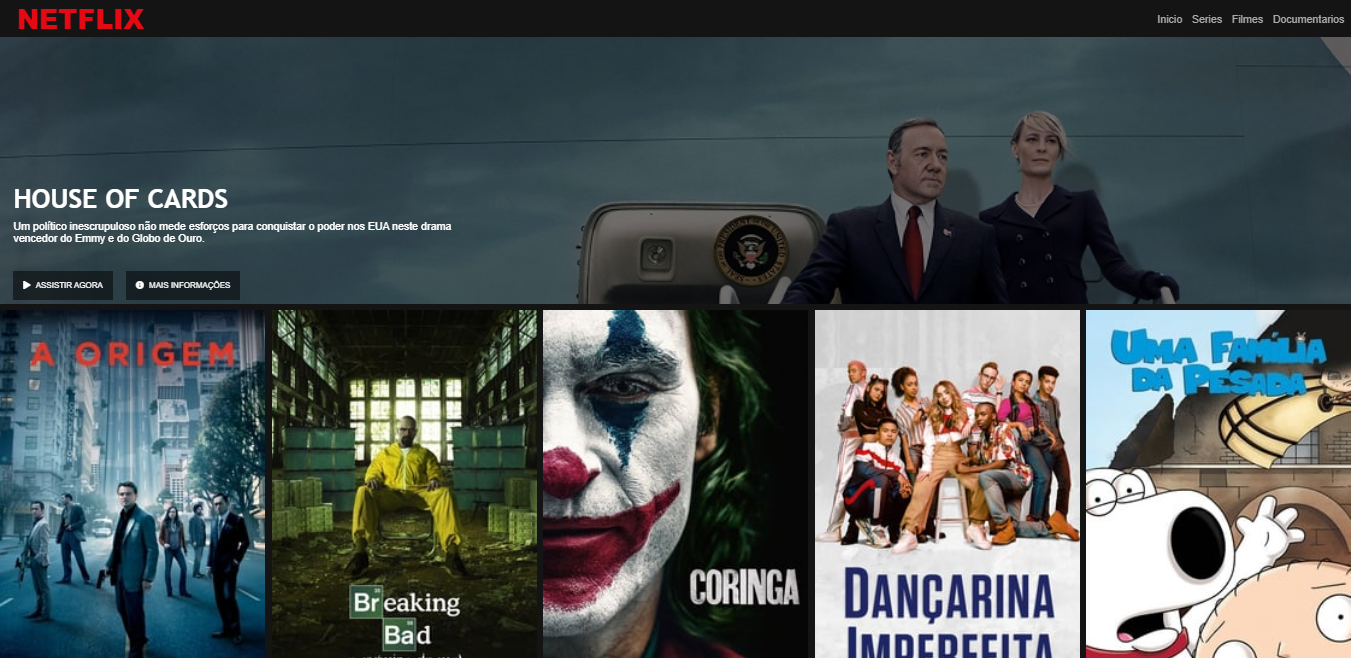 NETFLIX
Inicio Series Filmes Documentarios
HOUSE OF CARDS
Um político inescrupuloso não mede esforços para conquistar o poder nos EUA neste drama
vencedor do Emmy e do Globo de Ouro.
ASSISTIR AGORA MAIS INFORMAÇÕES
A ORIGEM
Breaking
Bad
CORINGA
DANÇARINA
IMPERFEITA
UMA FAMÍLIA
DA PESADA